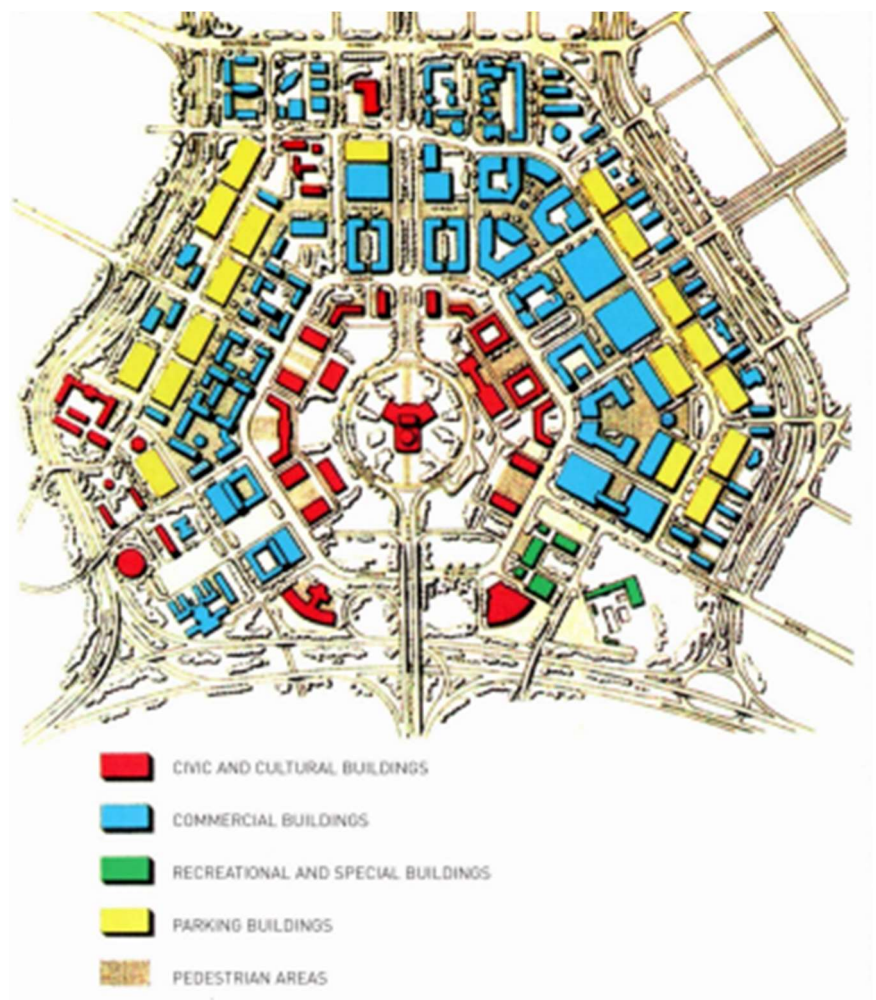 CIVIC AND CULTURAL BUILDINGS
COMMERCIAL BUILDINGS
RECREATIONAL AND SPECIAL BUILDINGS
PARKING BUILDINGS
PEDESTRIAN AREAS